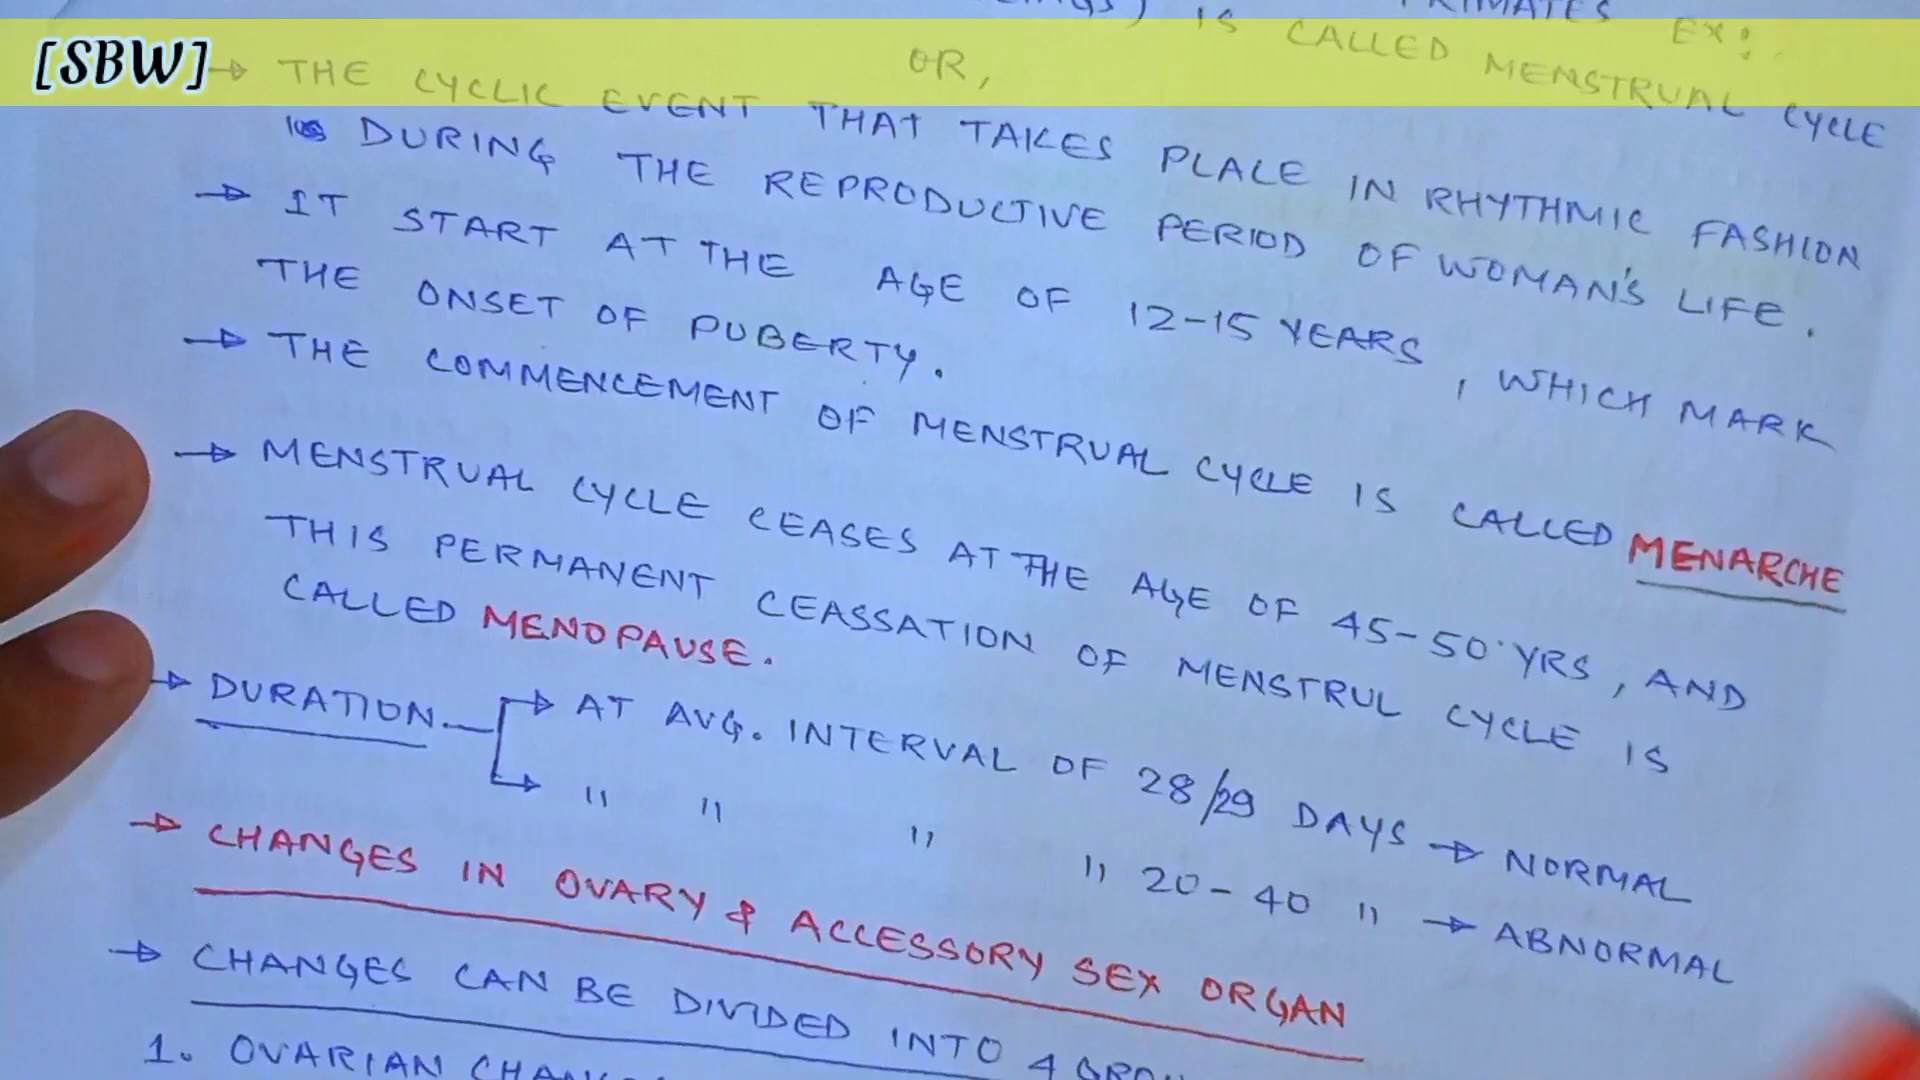 [SBW]
PRIMATES EX:
) IS CALLED MENSTRUAL CYCLE
OR,
→ THE CYCLIC EVENT THAT TAKES PLACE IN RHYTHMIC FASHION
DURING THE REPRODUCTIVE PERIOD OF WOMAN'S LIFE.
→ IT START AT THE AGE OF 12-15 YEARS, WHICH MARK
THE ONSET OF PUBERTY.
→ THE COMMENCEMENT OF MENSTRUAL CYCLE IS CALLED MENARCHE
→ MENSTRUAL CYCLE CEASES AT THE AGE OF 45-50 YRS, AND
THIS PERMANENT CEASSATION OF MENSTRUL CYCLE IS
CALLED MENOPAUSE.
→ DURATION → AT AVG. INTERVAL OF 28/29 DAYS → NORMAL
→ " " " " 20-40 " → ABNORMAL
→ CHANGES IN OVARY & ACCESSORY SEX ORGAN
→ CHANGES CAN BE DIVIDED INTO 4
1. OVARIAN